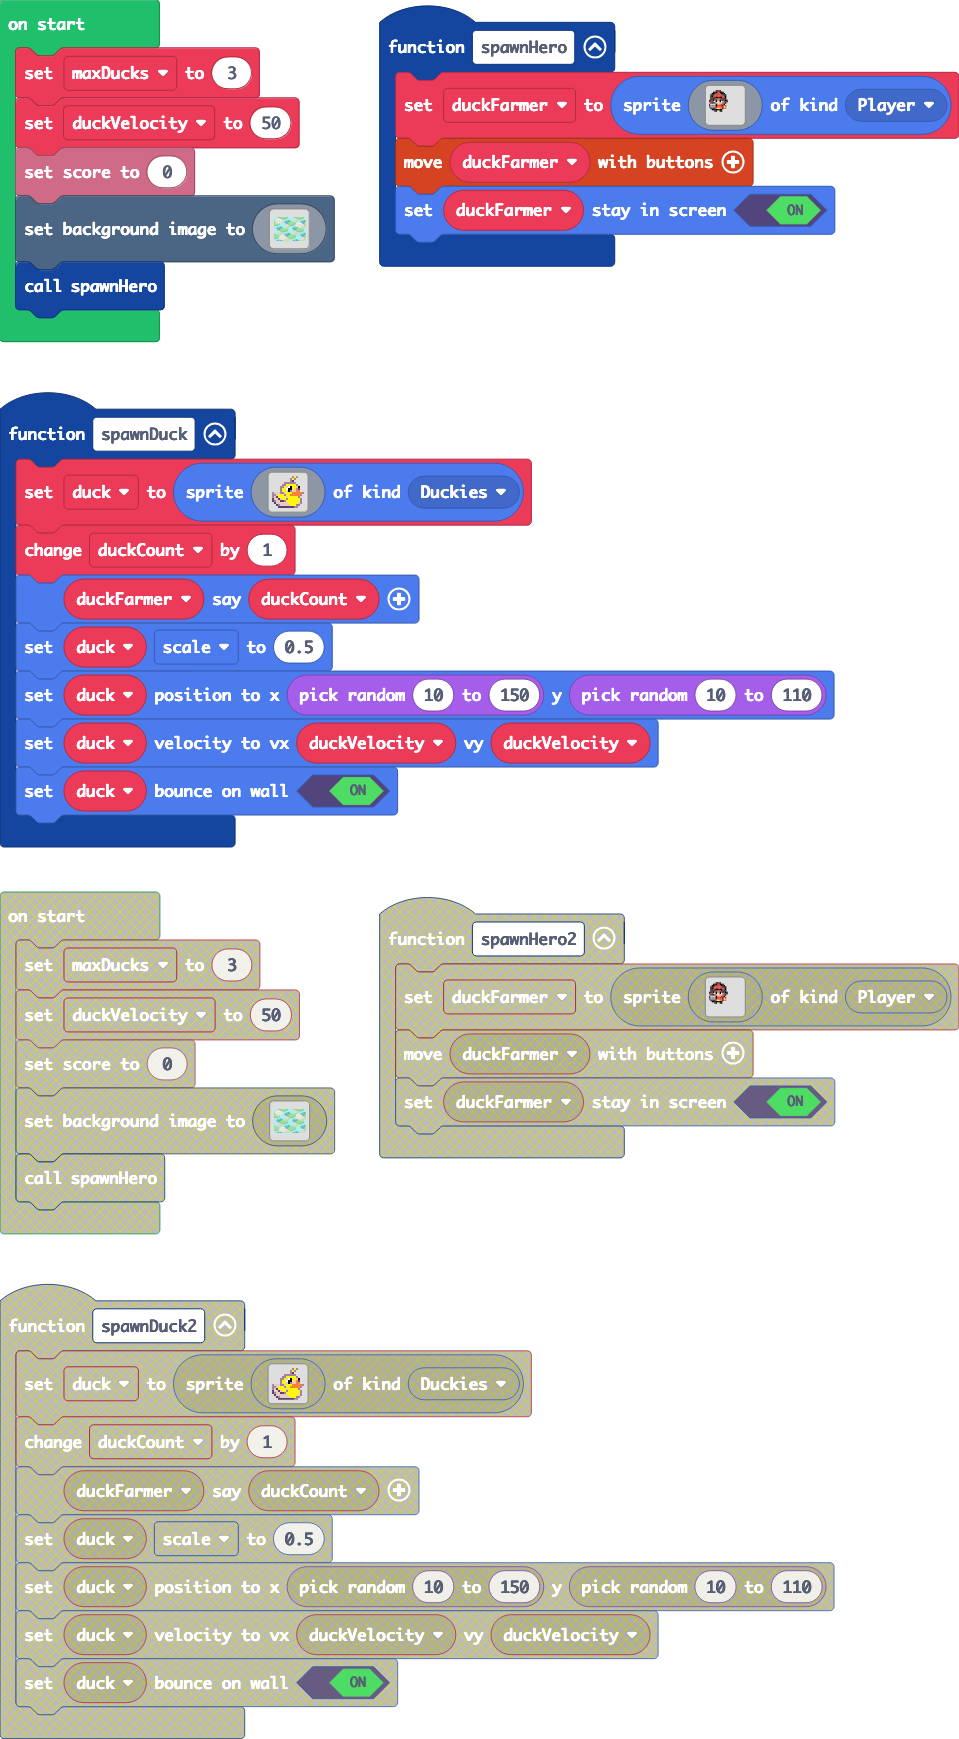 on start
set maxDucks to 3
set duckVelocity to 50
set score to 0
set background image to
call spawnHero
function spawnHero
set duckFarmer to sprite of kind Player
move duckFarmer with buttons
set duckFarmer stay in screen ON
function spawnDuck
set duck to sprite of kind Duckies
change duckCount by 1
duckFarmer say duckCount
set duck scale to 0.5
set duck position to x pick random 10 to 150 y pick random 10 to 110
set duck velocity to vx duckVelocity vy duckVelocity
set duck bounce on wall ON
on start
set maxDucks to 3
set duckVelocity to 50
set score to 0
set background image to
call spawnHero
function spawnHero2
set duckFarmer to sprite of kind Player
move duckFarmer with buttons
set duckFarmer stay in screen ON
function spawnDuck2
set duck to sprite of kind Duckies
change duckCount by 1
duckFarmer say duckCount
set duck scale to 0.5
set duck position to x pick random 10 to 150 y pick random 10 to 110
set duck velocity to vx duckVelocity vy duckVelocity
set duck bounce on wall ON